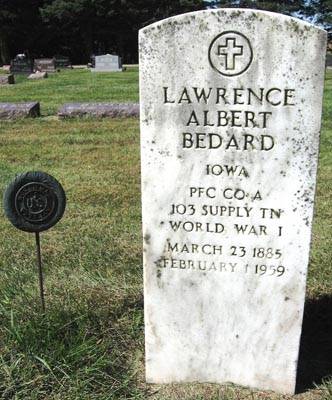 LAWRENCE
ALBERT
BEDARD
IOWA
PFC CO A
103 SUPPLY TN
WORLD WAR I
MARCH 23 1885
FEBRUARY 1 1959
U S